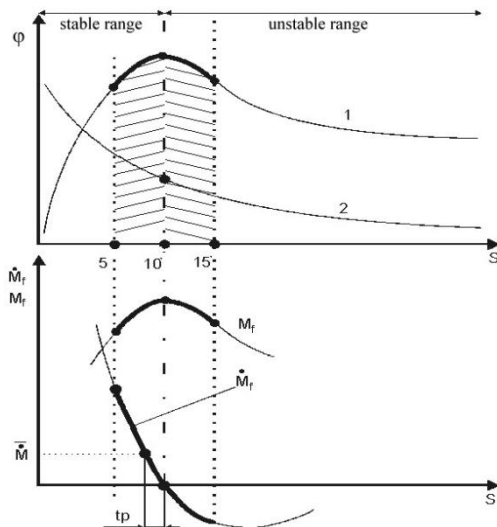 stable range unstable range
φ
1
2
5 10 15 S
Ṁf
Mf
Mf
Ṁf
M̅̇
S
tp